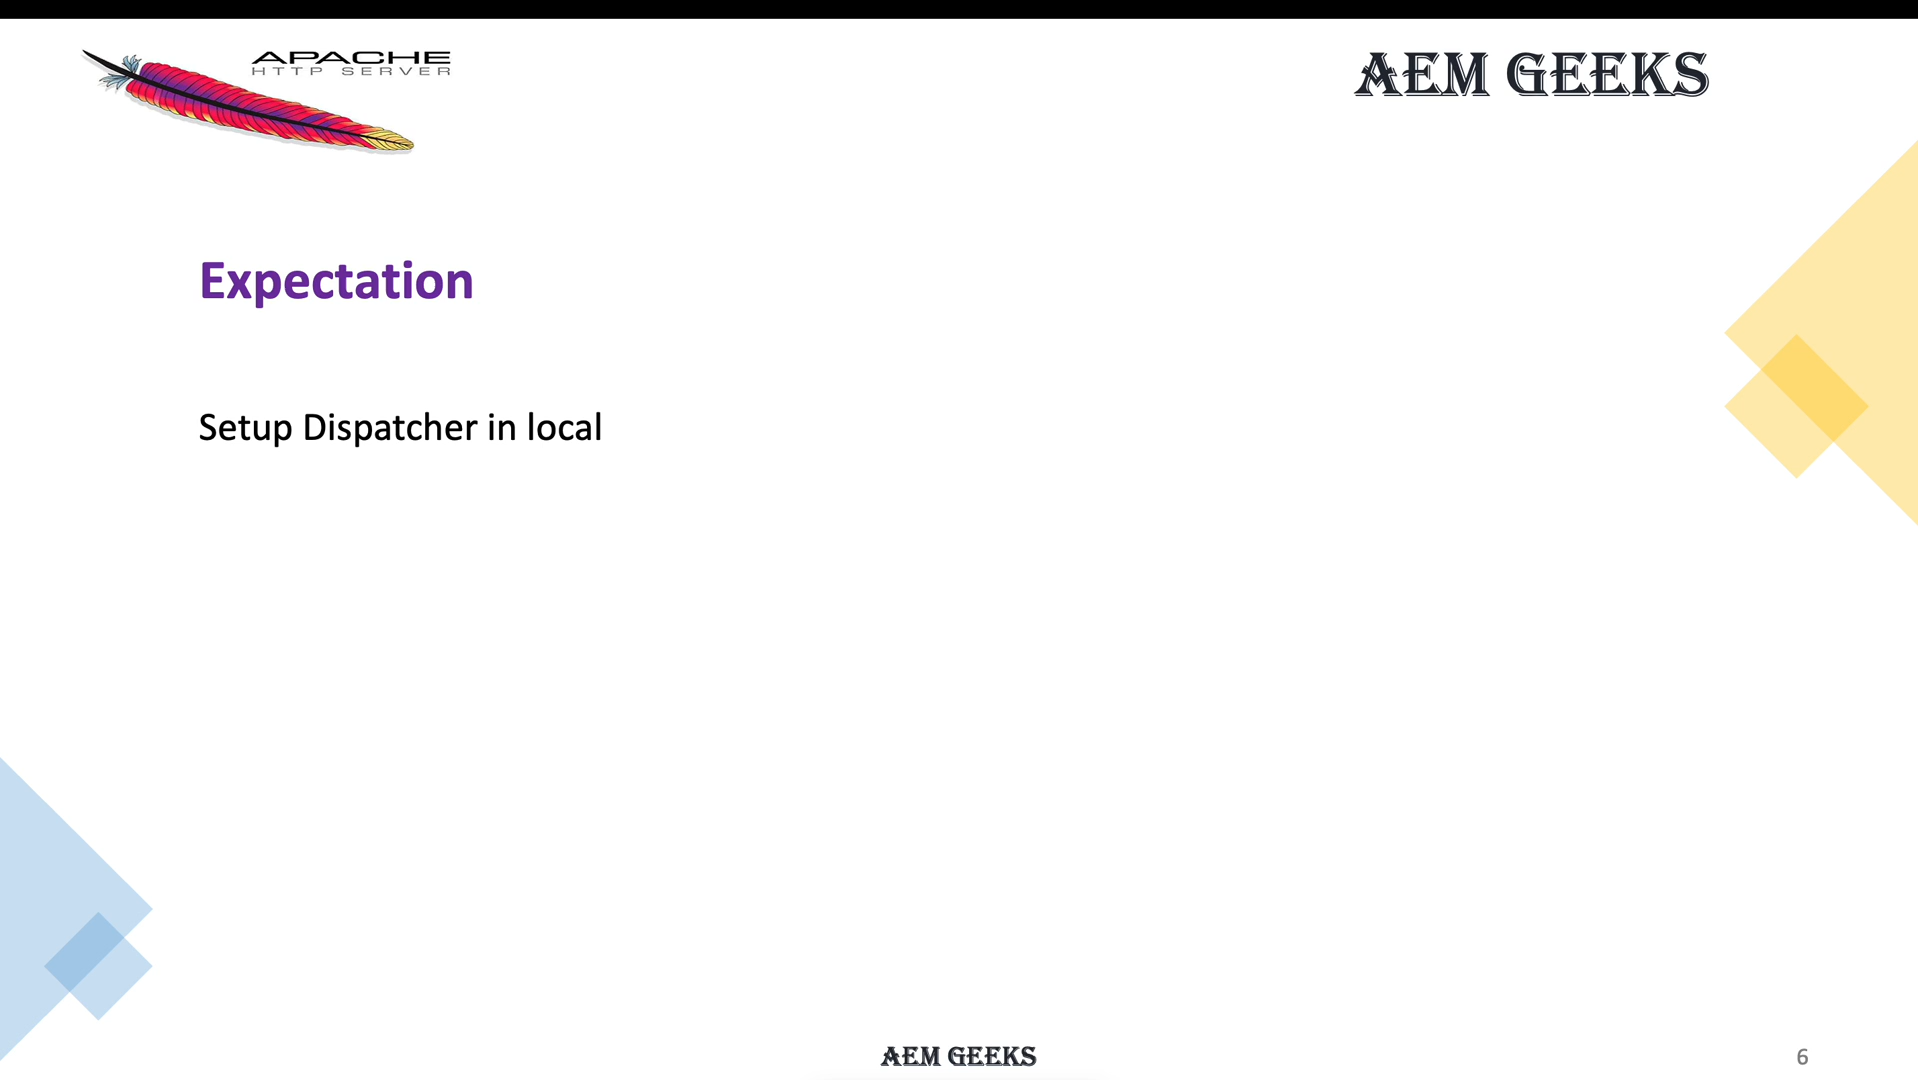 APACHE
HTTP SERVER
AEM GEEKS
Expectation
Setup Dispatcher in local
AEM GEEKS
6